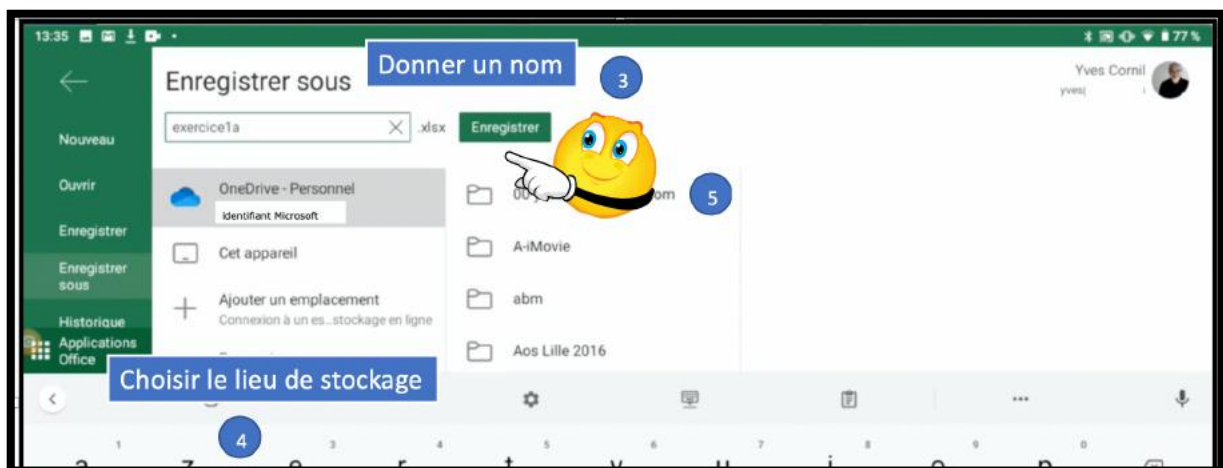 13:35
77 %
Donner un nom
3
Enregistrer sous
Yves Cornil
yves
exercice1a
.xlsx
Enregistrer
Nouveau
Ouvrir
Enregistrer
Enregistrer
sous
Historique
Applications
Office
OneDrive - Personnel
identifiant Microsoft
Cet appareil
Ajouter un emplacement
Connexion à un es...stockage en ligne
00
om
5
A-iMovie
abm
Aos Lille 2016
Choisir le lieu de stockage
4
1 3 4 5 6 7 8 9 0
a z e r t y u i o p